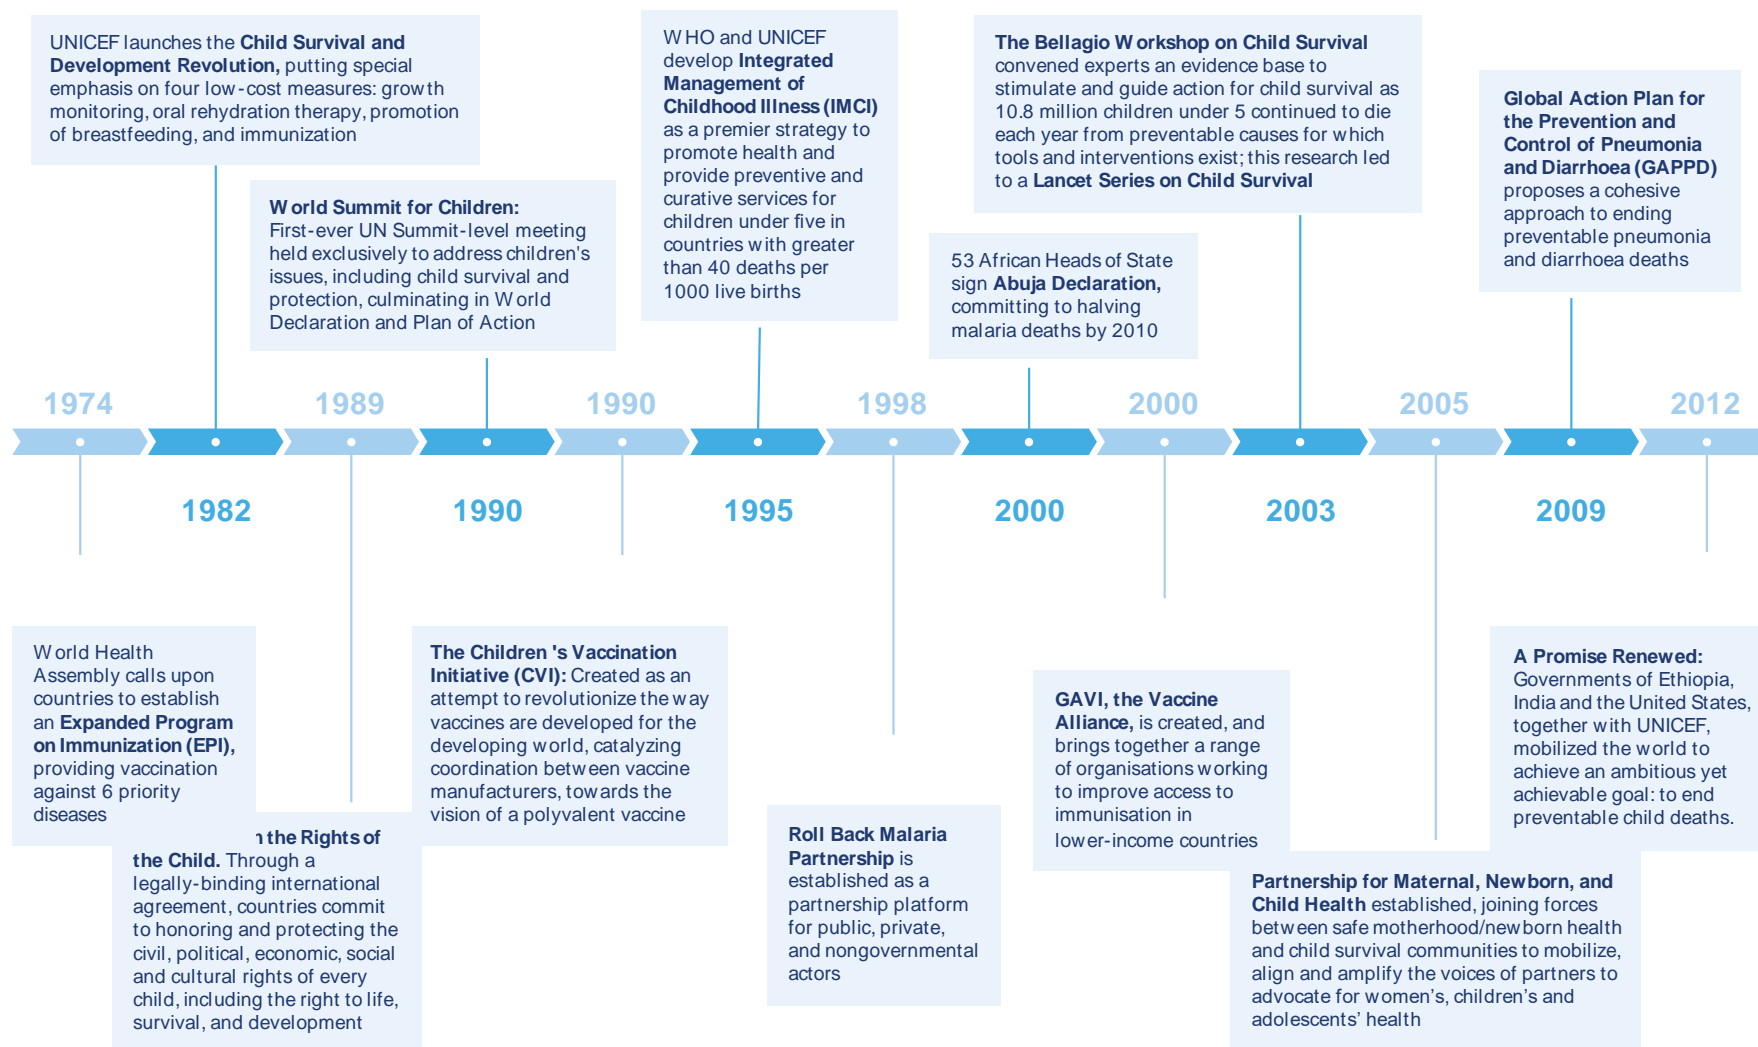 UNICEF launches the Child Survival and
Development Revolution, putting special
emphasis on four low-cost measures: growth
monitoring, oral rehydration therapy, promotion
of breastfeeding, and immunization
World Summit for Children:
First-ever UN Summit-level meeting
held exclusively to address children's
issues, including child survival and
protection, culminating in World
Declaration and Plan of Action
WHO and UNICEF
develop Integrated
Management of
Childhood Illness (IMCI)
as a premier strategy to
promote health and
provide preventive and
curative services for
children under five in
countries with greater
than 40 deaths per
1000 live births
53 African Heads of State
sign Abuja Declaration,
committing to halving
malaria deaths by 2010
The Bellagio Workshop on Child Survival
convened experts an evidence base to
stimulate and guide action for child survival as
10.8 million children under 5 continued to die
each year from preventable causes for which
tools and interventions exist; this research led
to a Lancet Series on Child Survival
Global Action Plan for
the Prevention and
Control of Pneumonia
and Diarrhoea (GAPPD)
proposes a cohesive
approach to ending
preventable pneumonia
and diarrhoea deaths
1974
1989
1990
1998
2000
2005
2012
1982
1990
1995
2000
2003
2009
World Health
Assembly calls upon
countries to establish
an Expanded Program
on Immunization (EPI),
providing vaccination
against 6 priority
diseases
the Rights of
the Child. Through a
legally-binding international
agreement, countries commit
to honoring and protecting the
civil, political, economic, social
and cultural rights of every
child, including the right to life,
survival, and development
The Children 's Vaccination
Initiative (CVI): Created as an
attempt to revolutionize the way
vaccines are developed for the
developing world, catalyzing
coordination between vaccine
manufacturers, towards the
vision of a polyvalent vaccine
Roll Back Malaria
Partnership is
established as a
partnership platform
for public, private,
and nongovernmental
actors
GAVI, the Vaccine
Alliance, is created, and
brings together a range
of organisations working
to improve access to
immunisation in
lower-income countries
Partnership for Maternal, Newborn, and
Child Health established, joining forces
between safe motherhood/newborn health
and child survival communities to mobilize,
align and amplify the voices of partners to
advocate for women’s, children’s and
adolescents’ health
A Promise Renewed:
Governments of Ethiopia,
India and the United States,
together with UNICEF,
mobilized the world to
achieve an ambitious yet
achievable goal: to end
preventable child deaths.